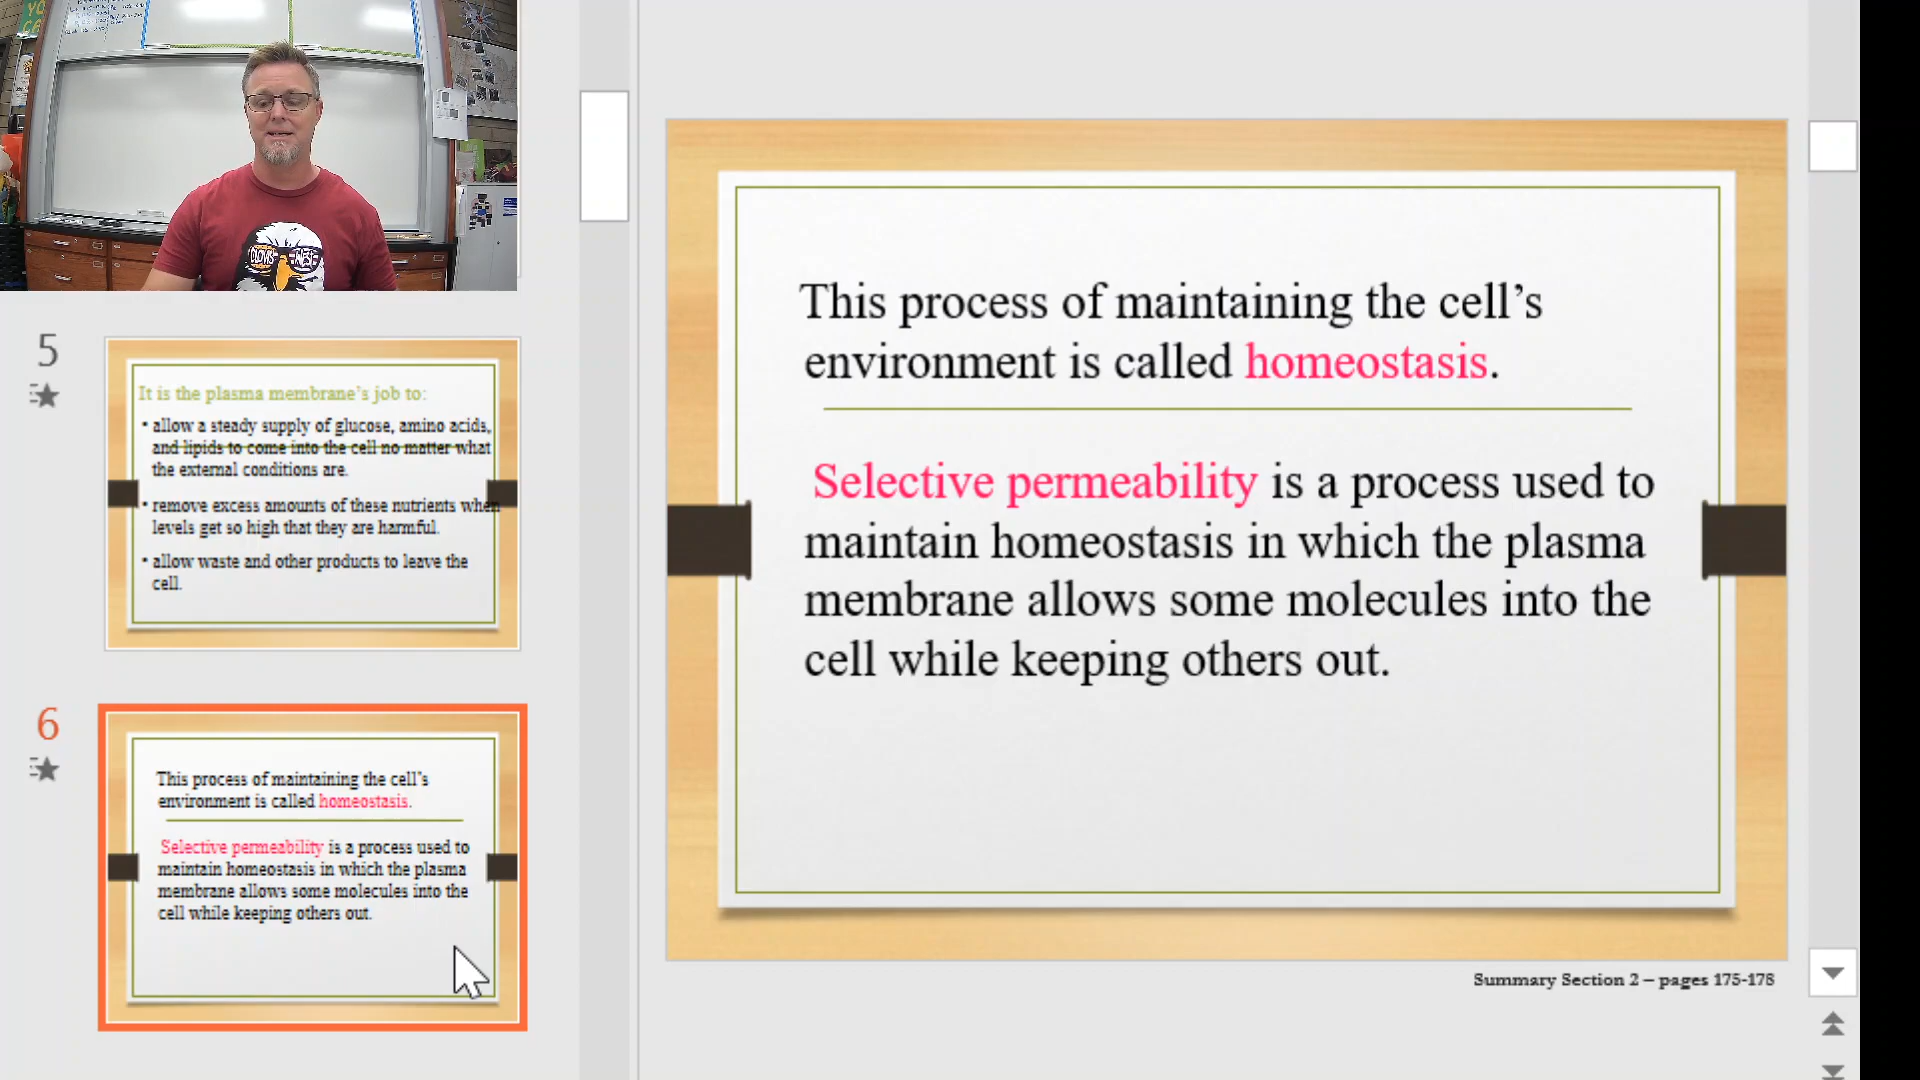 CLOVIS WEST
5
It is the plasma membrane's job to:
• allow a steady supply of glucose, amino acids,
and lipids to come into the cell no matter what
the external conditions are.
• remove excess amounts of these nutrients when
levels get so high that they are harmful.
• allow waste and other products to leave the
cell.
6
This process of maintaining the cell's
environment is called homeostasis.
Selective permeability is a process used to
maintain homeostasis in which the plasma
membrane allows some molecules into the
cell while keeping others out.
This process of maintaining the cell’s
environment is called homeostasis.
Selective permeability is a process used to
maintain homeostasis in which the plasma
membrane allows some molecules into the
cell while keeping others out.
Summary Section 2 – pages 175-178